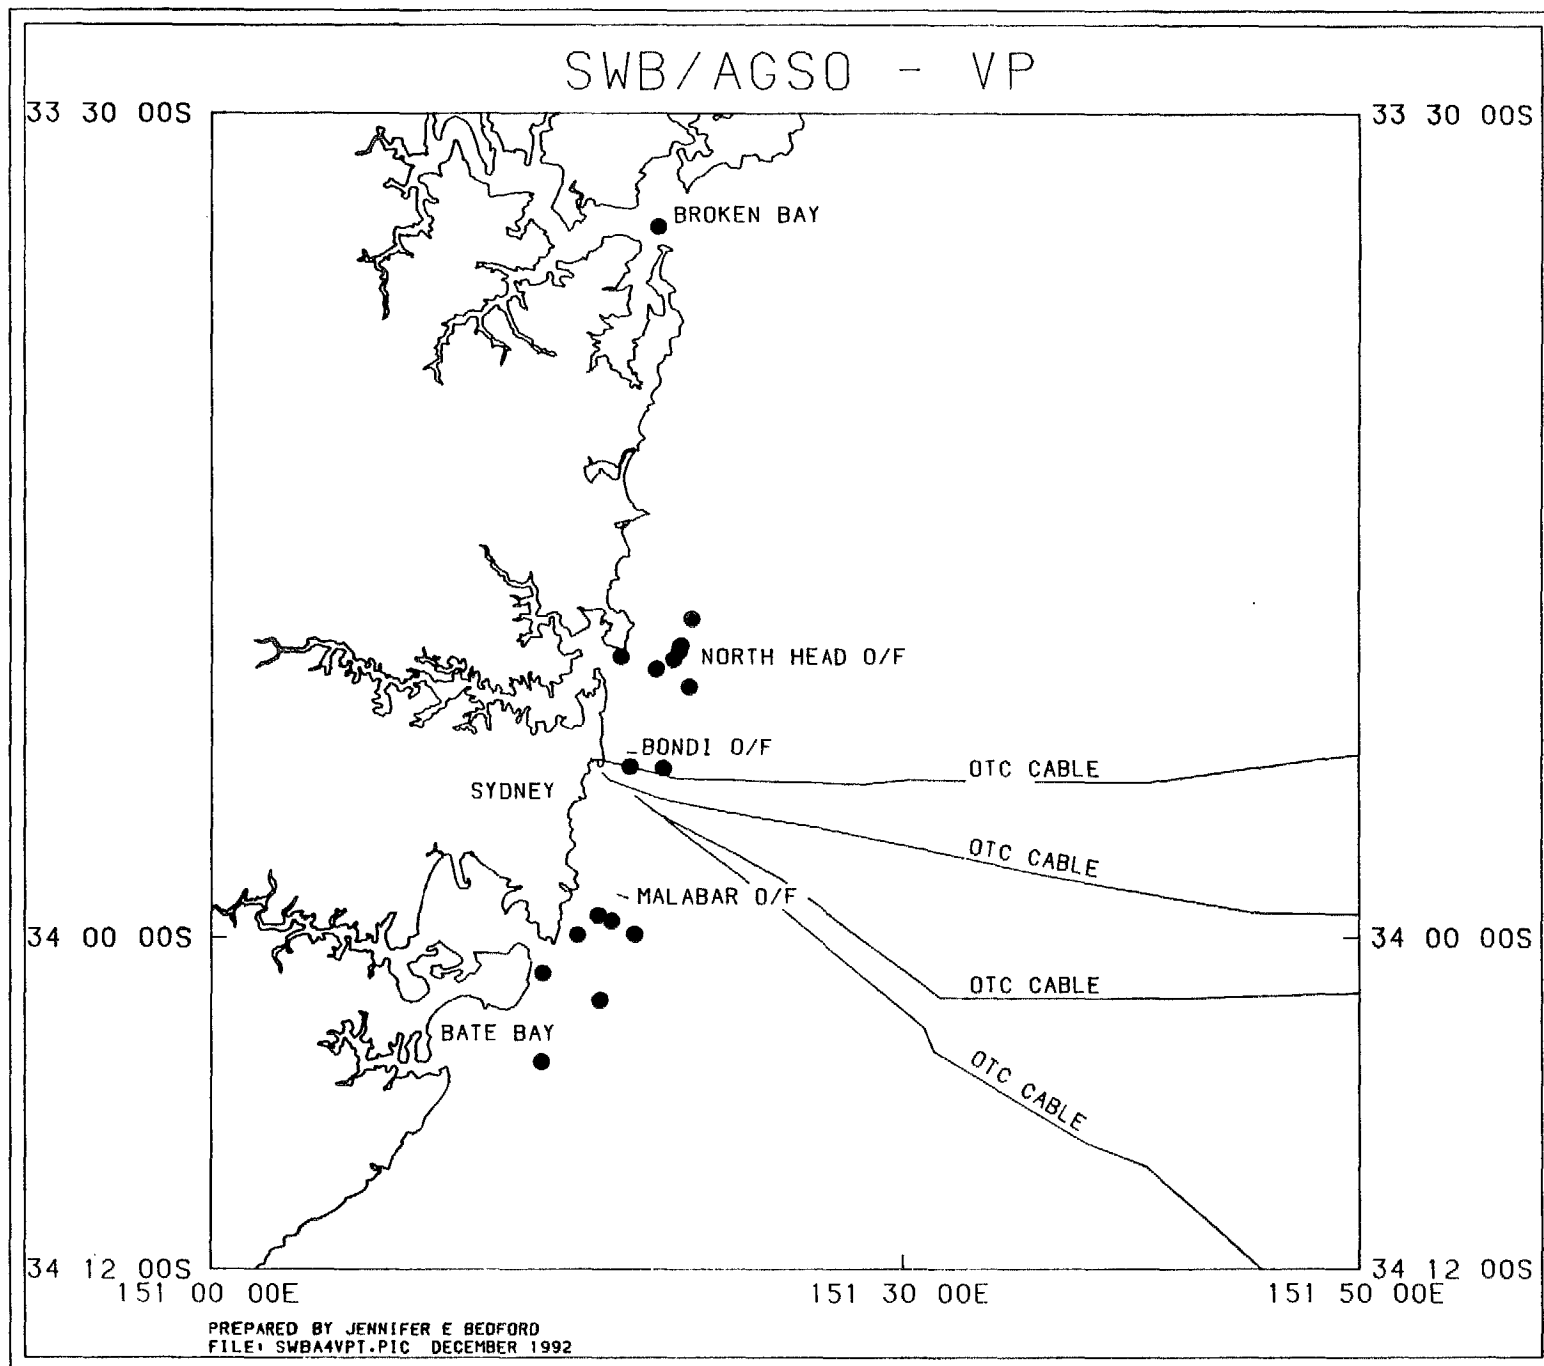 SWB/AGSO - VP
33 30 00S
33 30 00S
BROKEN BAY
NORTH HEAD O/F
BONDI O/F
OTC CABLE
SYDNEY
OTC CABLE
MALABAR O/F
34 00 00S
34 00 00S
OTC CABLE
BATE BAY
OTC CABLE
34 12 00S
34 12 00S
151 00 00E
151 30 00E
151 50 00E
PREPARED BY JENNIFER E BEDFORD
FILE: SWBA4VPT.PIC DECEMBER 1992